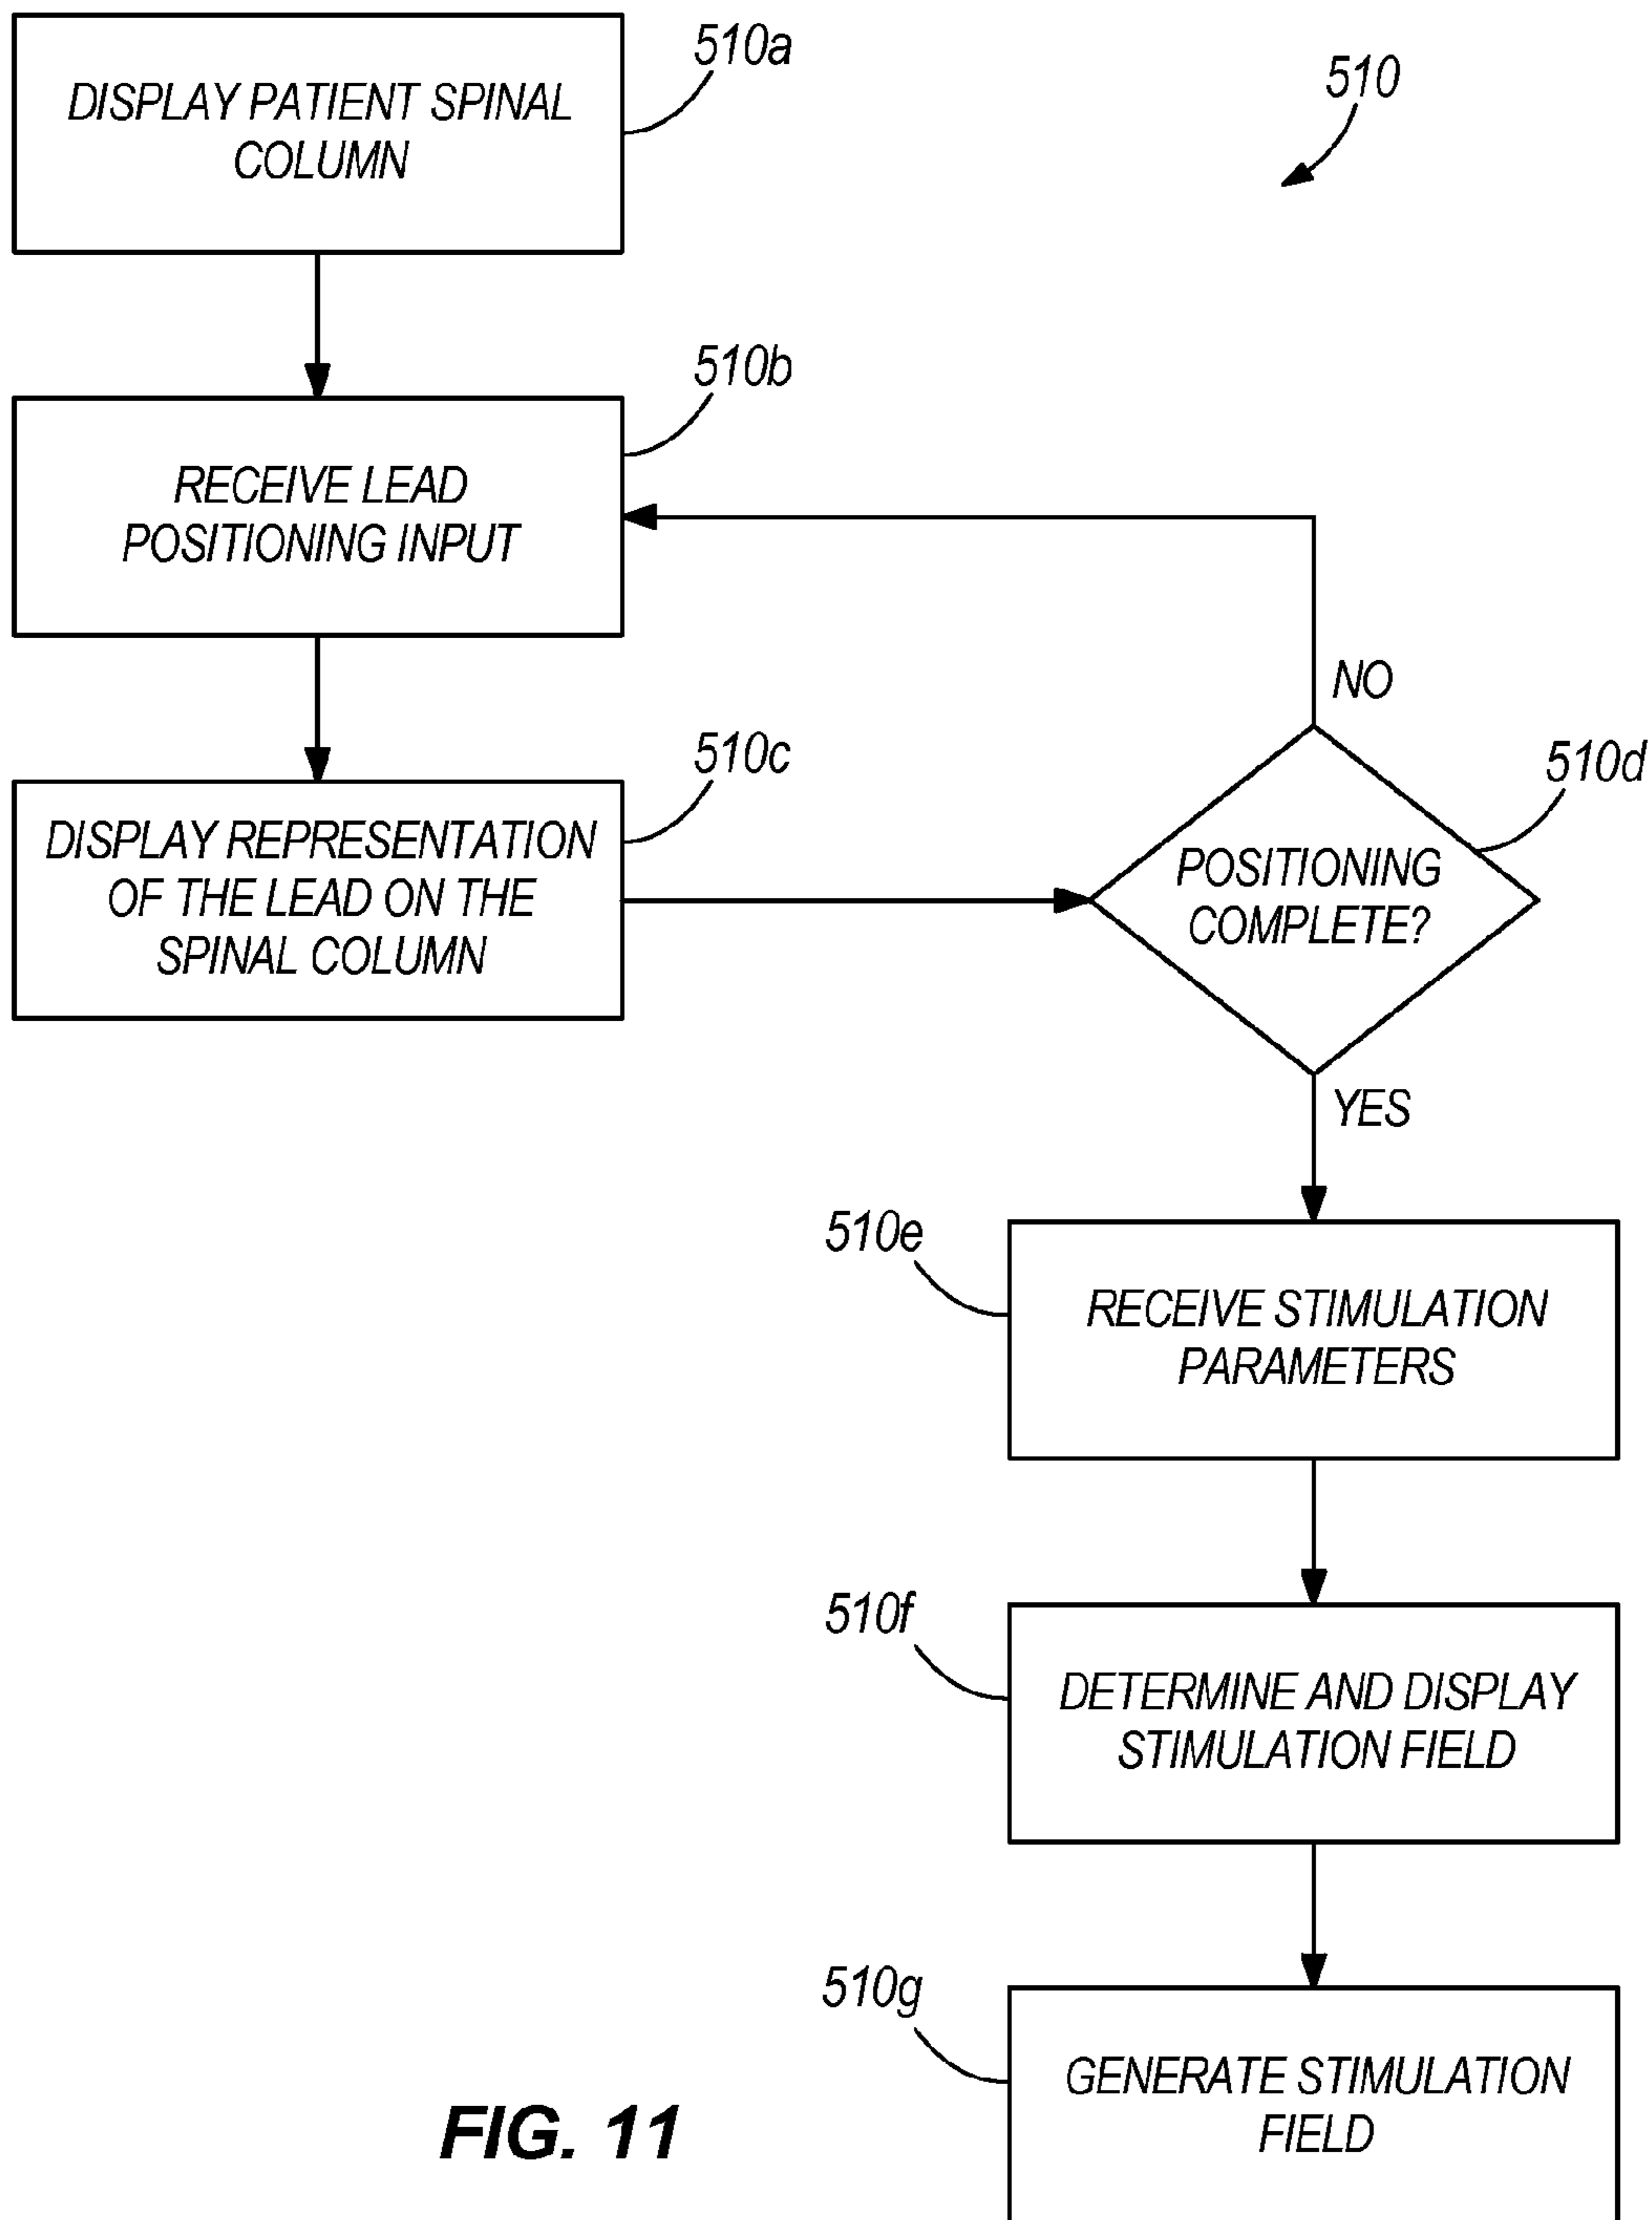 DISPLAY PATIENT SPINAL
COLUMN
510a
510
RECEIVE LEAD
POSITIONING INPUT
510b
NO
DISPLAY REPRESENTATION
OF THE LEAD ON THE
SPINAL COLUMN
510c
POSITIONING
COMPLETE?
510d
YES
510e
RECEIVE STIMULATION
PARAMETERS
510f
DETERMINE AND DISPLAY
STIMULATION FIELD
510g
GENERATE STIMULATION
FIELD
FIG. 11